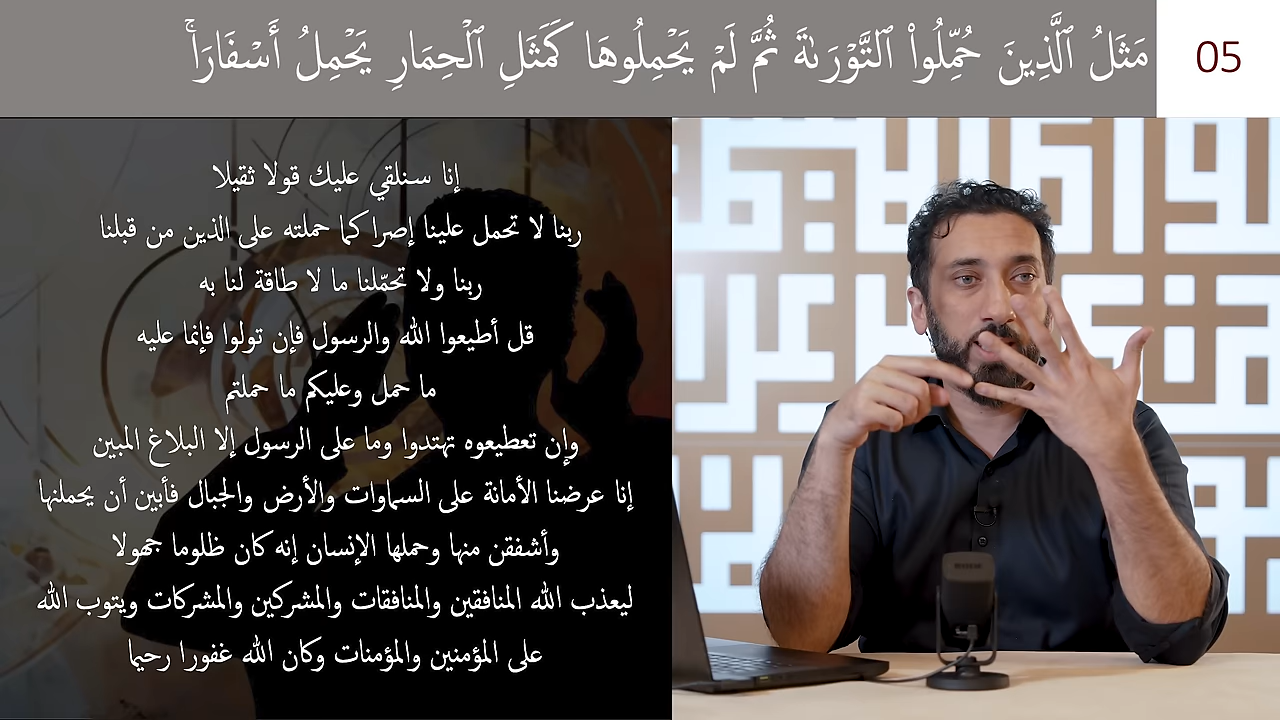 مَثَلُ ٱلَّذِينَ حُمِّلُوا۟ ٱلتَّوْرَىٰةَ ثُمَّ لَمْ يَحْمِلُوهَا كَمَثَلِ ٱلْحِمَارِ يَحْمِلُ أَسْفَارًۢا ۚ
05
إنا سنلقي عليك قولا ثقيلا
ربنا لا تحمل علينا إصرا كما حملته على الذين من قبلنا
ربنا ولا تحمّلنا ما لا طاقة لنا به
قل أطيعوا الله والرسول فإن تولوا فإنما عليه
ما حمل وعليكم ما حملتم
وإن تعطيعوه تهتدوا وما على الرسول إلا البلاغ المبين
إنا عرضنا الأمانة على السماوات والأرض والجبال فأبين أن يحملنها
وأشفقن منها وحملها الإنسان إنه كان ظلوما جهولا
ليعذب الله المنافقين والمنافقات والمشركين والمشركات ويتوب الله
على المؤمنين والمؤمنات وكان الله غفورا رحيما